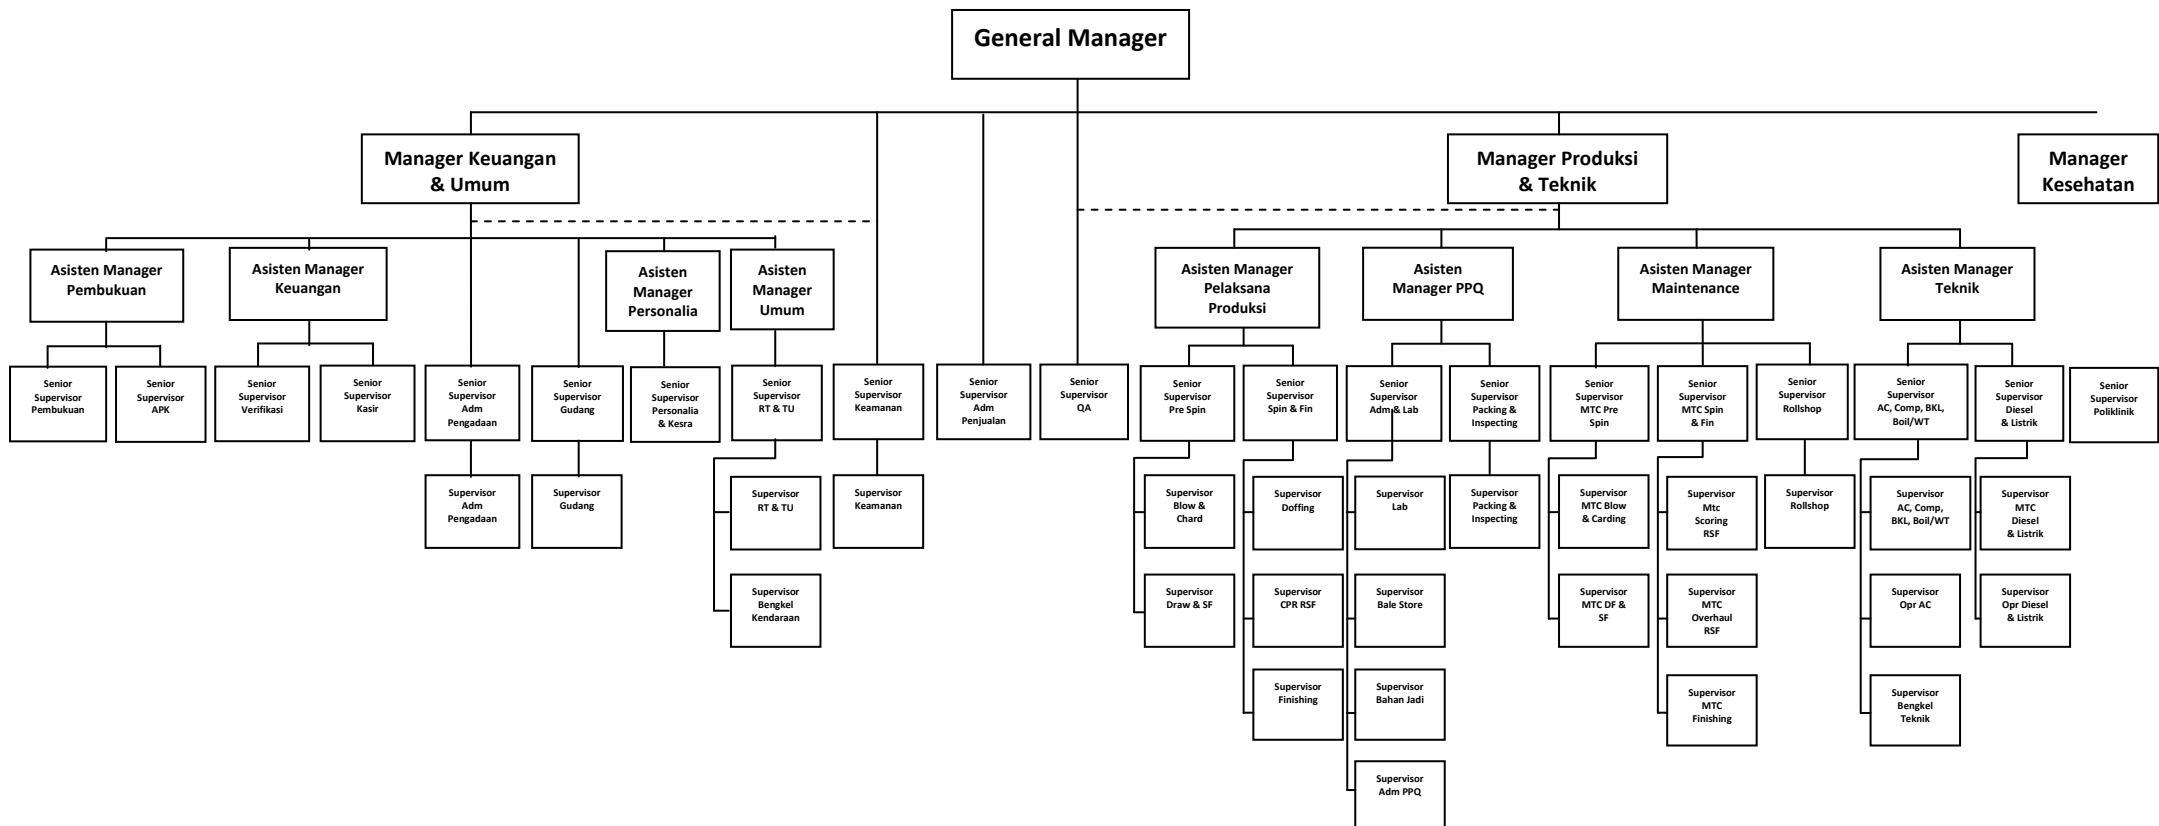 General Manager
Manager Keuangan
& Umum
Manager Produksi
& Teknik
Manager
Kesehatan
Asisten Manager
Pembukuan
Asisten Manager
Keuangan
Asisten
Manager
Personalia
Asisten
Manager
Umum
Asisten Manager
Pelaksana
Produksi
Asisten
Manager PPQ
Asisten Manager
Maintenance
Asisten Manager
Teknik
Senior
Supervisor
Pembukuan
Senior
Supervisor
APK
Senior
Supervisor
Verifikasi
Senior
Supervisor
Kasir
Senior
Supervisor
Adm
Pengadaan
Senior
Supervisor
Gudang
Senior
Supervisor
Personalia
& Kesra
Senior
Supervisor
RT & TU
Senior
Supervisor
Keamanan
Senior
Supervisor
Adm
Penjualan
Senior
Supervisor
QA
Senior
Supervisor
Pre Spin
Senior
Supervisor
Spin & Fin
Senior
Supervisor
Adm & Lab
Senior
Supervisor
Packing &
Inspecting
Senior
Supervisor
MTC Pre
Spin
Senior
Supervisor
MTC Spin
& Fin
Senior
Supervisor
Rollshop
Senior
Supervisor
AC, Comp, BKL,
Boil/WT
Senior
Supervisor
Diesel
& Listrik
Senior
Supervisor
Poliklinik
Supervisor
Adm
Pengadaan
Supervisor
Gudang
Supervisor
RT & TU
Supervisor
Keamanan
Supervisor
Blow &
Chard
Supervisor
Doffing
Supervisor
Lab
Supervisor
Packing &
Inspecting
Supervisor
MTC Blow
& Carding
Supervisor
Mtc
Scoring
RSF
Supervisor
Rollshop
Supervisor
AC, Comp,
BKL, Boil/WT
Supervisor
MTC
Diesel
& Listrik
Supervisor
Bengkel
Kendaraan
Supervisor
Draw & SF
Supervisor
CPR RSF
Supervisor
Bale Store
Supervisor
MTC DF &
SF
Supervisor
MTC
Overhaul
RSF
Supervisor
Opr AC
Supervisor
Opr Diesel
& Listrik
Supervisor
Finishing
Supervisor
Bahan Jadi
Supervisor
MTC
Finishing
Supervisor
Bengkel
Teknik
Supervisor
Adm PPQ